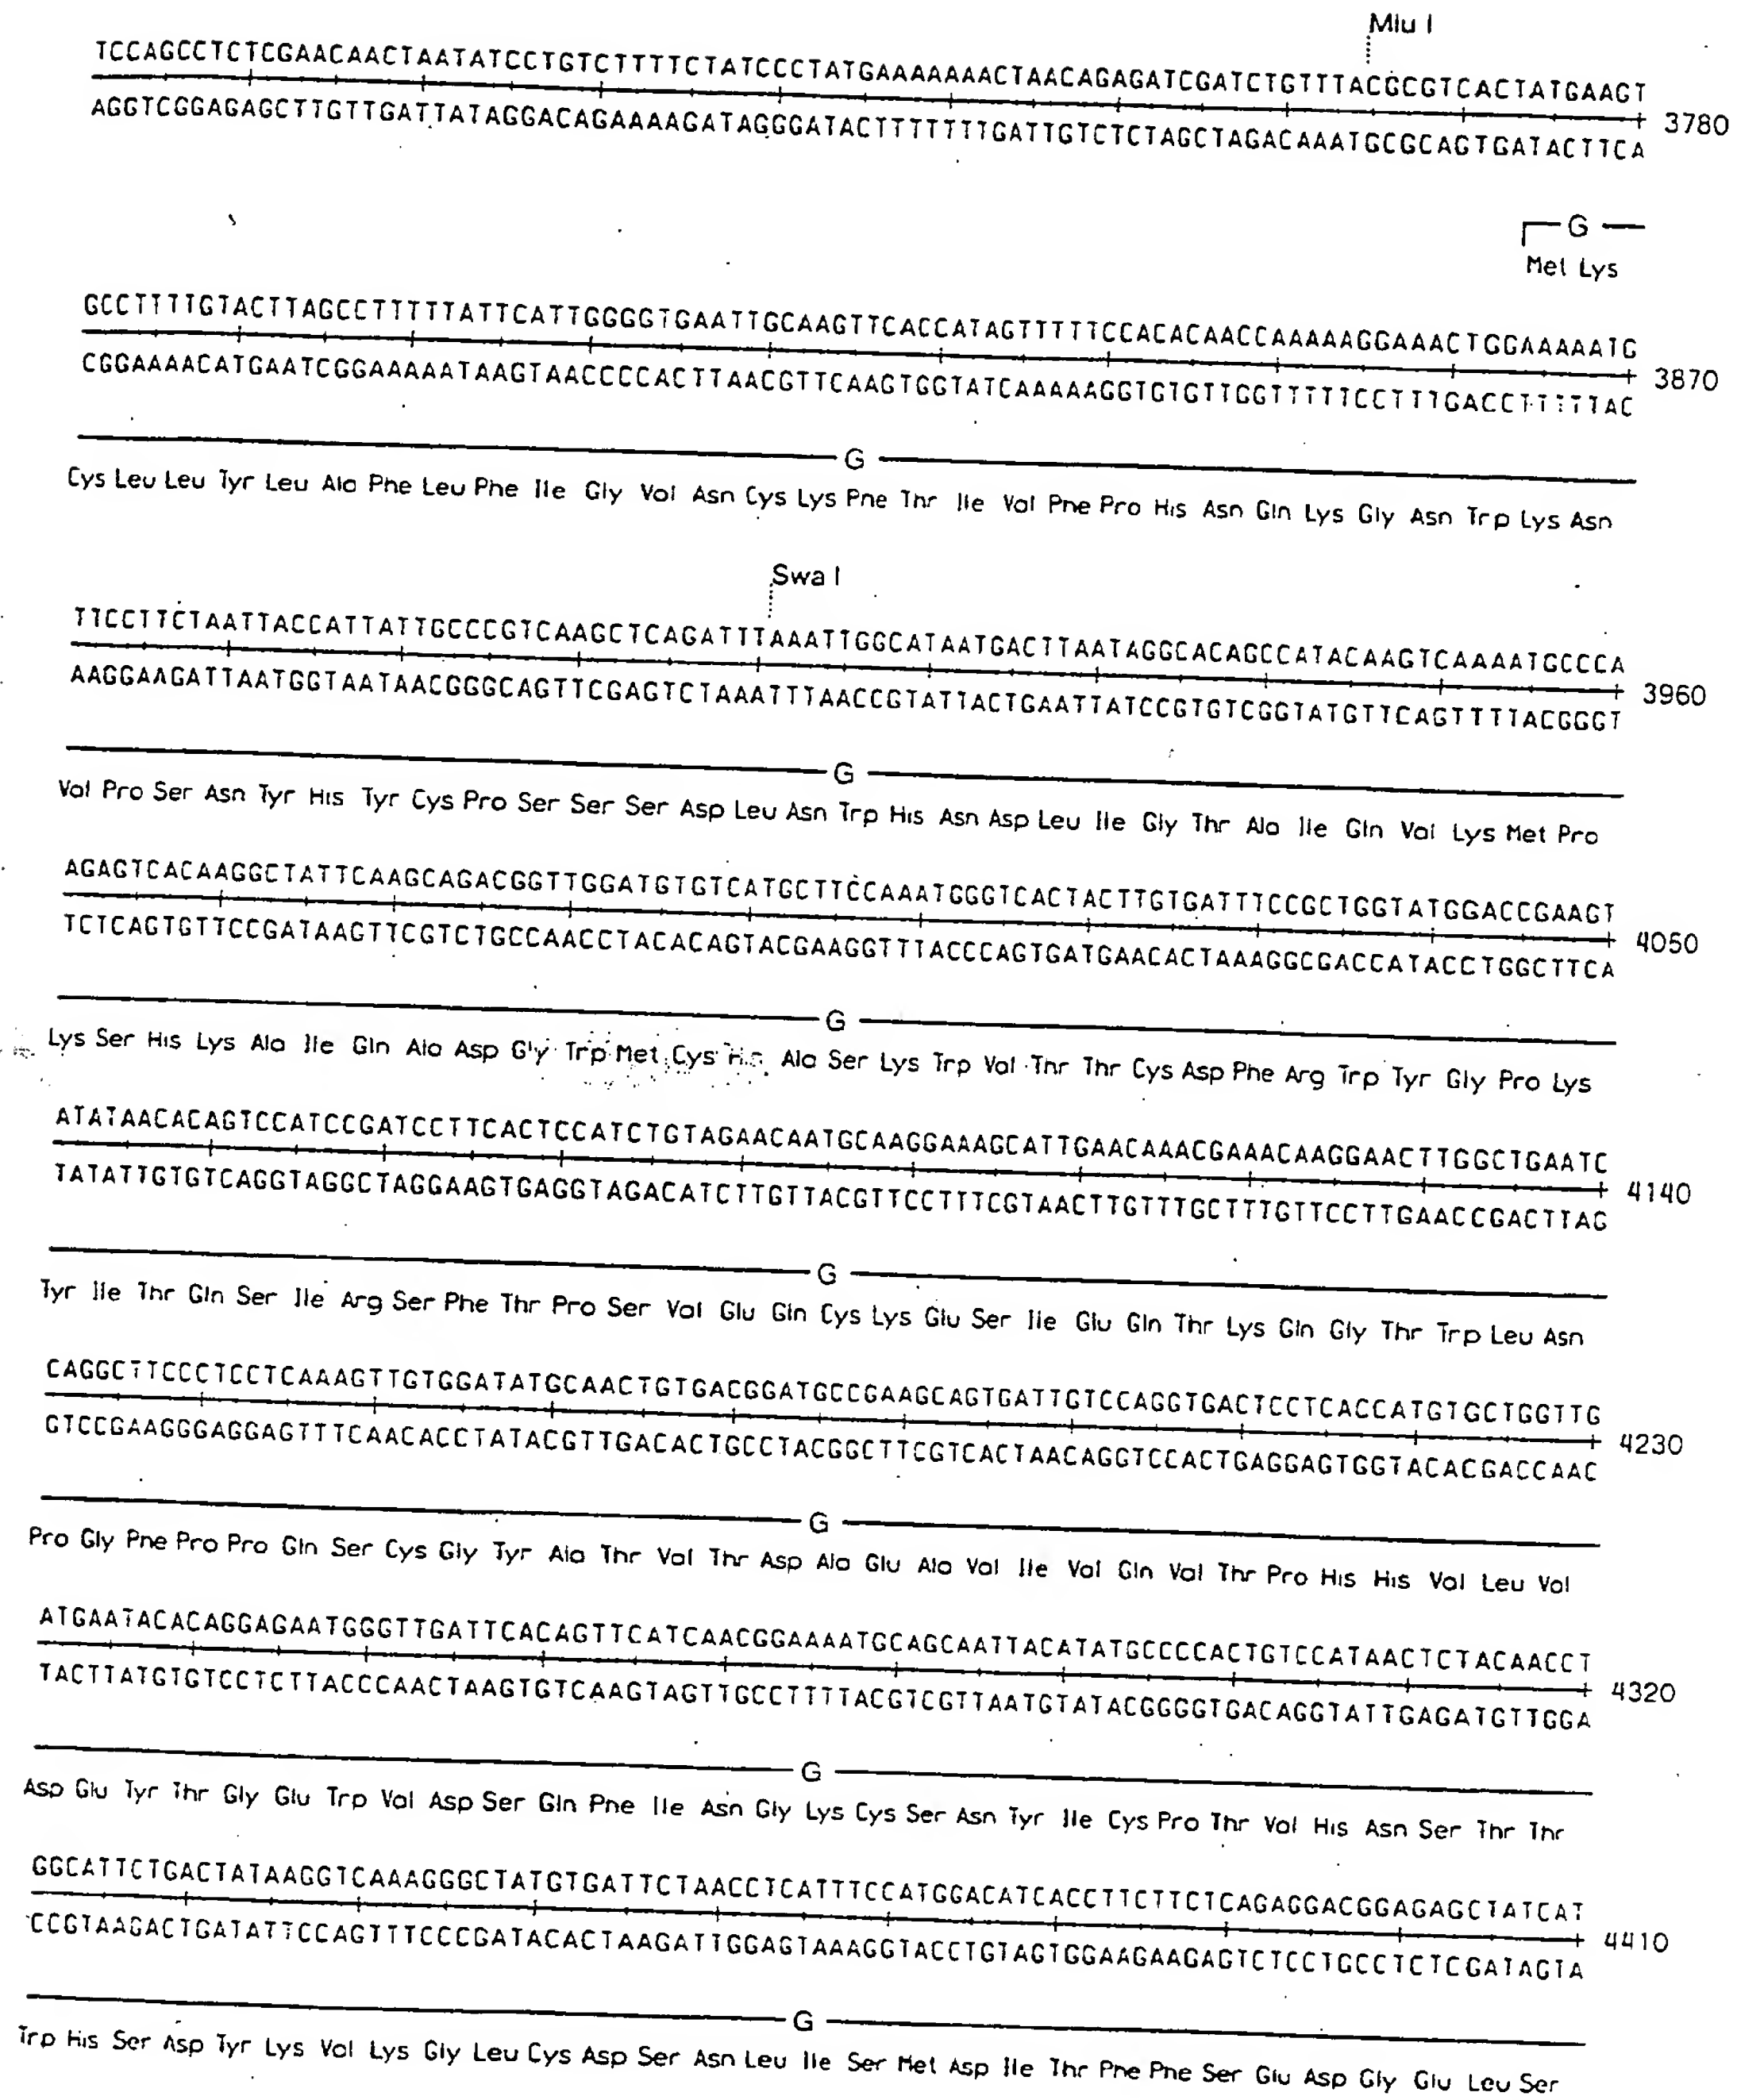 Mlu I
TCCAGCCTCTCGAACAACTAATATCCTGTCTTTTCTATCCCTATGAAAAAAACTAACAGAGATCGATCTGTTTACGCGTCACTATGAAGT
3780
AGGTCGGAGAGCTTGTTGATTATAGGACAGAAAAGATAGGGATACTTTTTTTGATTGTCTCTAGCTAGACAAATGCGCAGTGATACTTCA
G
Met Lys
GCCTTTTGTACTTAGCCTTTTTATTCATTGGGGTGAATTGCAAGTTCACCATAGTTTTTCCACACAACCAAAAAGGAAACTGGAAAAATG
3870
CGGAAAACATGAATCGGAAAAATAAGTAACCCCACTTAACGTTCAAGTGGTATCAAAAAGGTGTGTTGGTTTTTCCTTTGACCTTTTTAC
G
Cys Leu Leu Tyr Leu Ala Phe Leu Phe Ile Gly Val Asn Cys Lys Phe Thr Ile Val Phe Pro His Asn Gln Lys Gly Asn Trp Lys Asn
Swa I
TTCCTTCTAATTACCATTATTGCCCGTCAAGCTCAGATTTAAATTGGCATAATGACTTAATAGGCACAGCCATACAAGTCAAAATGCCCA
3960
AAGGAAGATTAATGGTAATAACGGGCAGTTCGAGTCTAAATTTAACCGTATTACTGAATTATCCGTGTCGGTATGTTCAGTTTTACGGGT
G
Val Pro Ser Asn Tyr His Tyr Cys Pro Ser Ser Ser Asp Leu Asn Trp His Asn Asp Leu Ile Gly Thr Ala Ile Gln Val Lys Met Pro
AGAGTCACAAGGCTATTCAAGCAGACGGTTGGATGTGTCATGCTTCCAAATGGGTCACTACTTGTGATTTCCGCTGGTATGGACCGAAGT
4050
TCTCAGTGTTCCGATAAGTTCGTCTGCCAACCTACACAGTACGAAGGTTTACCCAGTGATGAACACTAAAGGCGACCATACCTGGCTTCA
G
Lys Ser His Lys Ala Ile Gln Ala Asp Gly Trp Met Cys His Ala Ser Lys Trp Val Thr Thr Cys Asp Phe Arg Trp Tyr Gly Pro Lys
ATATAACACAGTCCATCCGATCCTTCACTCCATCTGTAGAACAATGCAAGGAAAGCATTGAACAAACGAAACAAGGAACTTGGCTGAATC
4140
TATATTGTGTCAGGTAGGCTAGGAAGTGAGGTAGACATCTTGTTACGTTCCTTTCGTAACTTGTTTGCTTTGTTCCTTGAACCGACTTAG
G
Tyr Ile Thr Gln Ser Ile Arg Ser Phe Thr Pro Ser Val Glu Gln Cys Lys Glu Ser Ile Glu Gln Thr Lys Gln Gly Thr Trp Leu Asn
CAGGCTTCCCTCCTCAAAGTTGTGGATATGCAACTGTGACGGATGCCGAAGCAGTGATTGTCCAGGTGACTCCTCACCATGTGCTGGTTG
4230
GTCCGAAGGGAGGAGTTTCAACACCTATACGTTGACACTGCCTACGGCTTCGTCACTAACAGGTCCACTGAGGAGTGGTACACGACCAAC
G
Pro Gly Phe Pro Pro Gln Ser Cys Gly Tyr Ala Thr Val Thr Asp Ala Glu Ala Val Ile Val Gln Val Thr Pro His His Val Leu Val
ATGAATACACAGGAGAATGGGTTGATTCACAGTTCATCAACGGAAAATGCAGCAATTACATATGCCCCACTGTCCATAACTCTACAACCT
4320
TACTTATGTGTCCTCTTACCCAACTAAGTGTCAAGTAGTTGCCTTTTACGTCGTTAATGTATACGGGGTGACAGGTATTGAGATGTTGGA
G
Asp Glu Tyr Thr Gly Glu Trp Val Asp Ser Gln Phe Ile Asn Gly Lys Cys Ser Asn Tyr Ile Cys Pro Thr Val His Asn Ser Thr Thr
GGCATTCTGACTATAAGGTCAAAGGGCTATGTGATTCTAACCTCATTTCCATGGACATCACCTTCTTCTCAGAGGACGGAGAGCTATCAT
4410
CCGTAAGACTGATATTCCAGTTTCCCGATACACTAAGATTGGAGTAAAGGTACCTGTAGTGGAAGAAGAGTCTCCTGCCTCTCGATAGTA
G
Trp His Ser Asp Tyr Lys Val Lys Gly Leu Cys Asp Ser Asn Leu Ile Ser Met Asp Ile Thr Phe Phe Ser Glu Asp Gly Glu Leu Ser